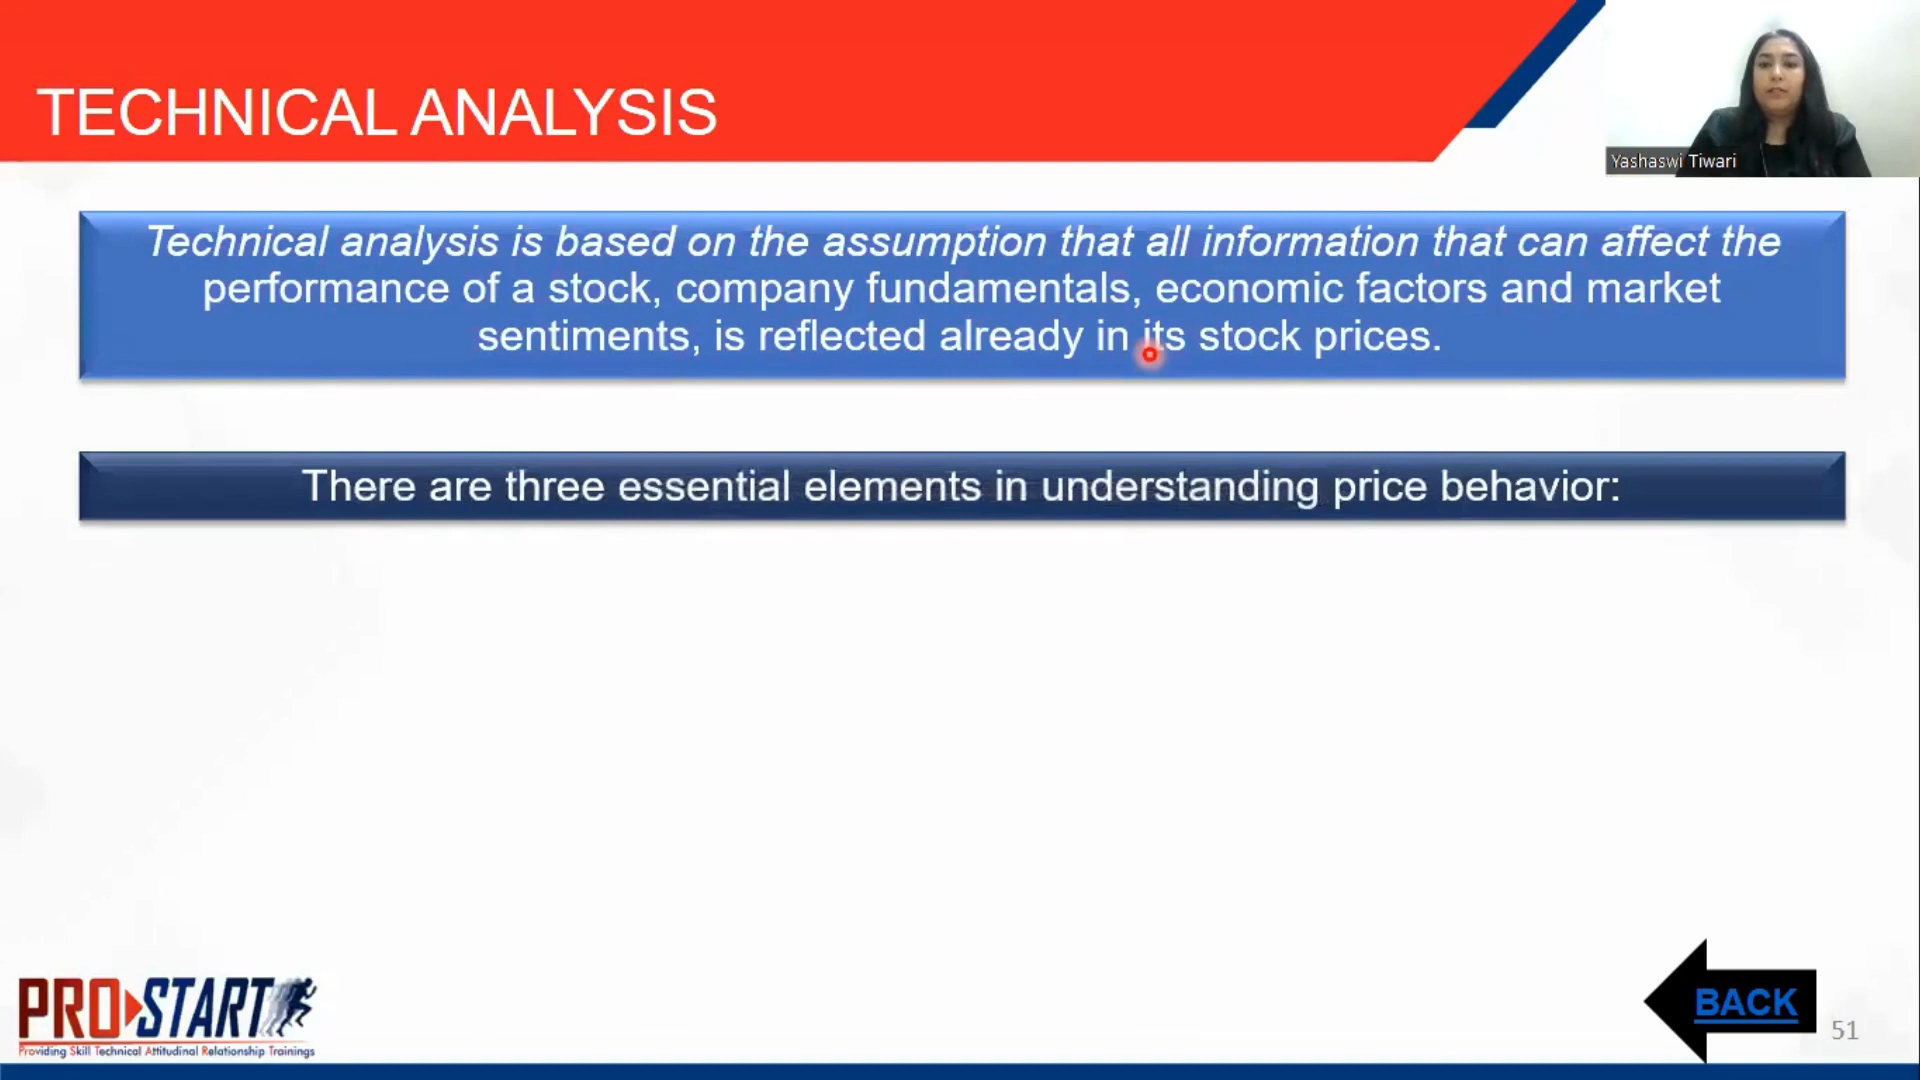 TECHNICAL ANALYSIS
Yashaswi Tiwari
Technical analysis is based on the assumption that all information that can affect the
performance of a stock, company fundamentals, economic factors and market
sentiments, is reflected already in its stock prices.
There are three essential elements in understanding price behavior:
PRO START
Providing Skill Technical Attitudinal Relationship Trainings
BACK
51